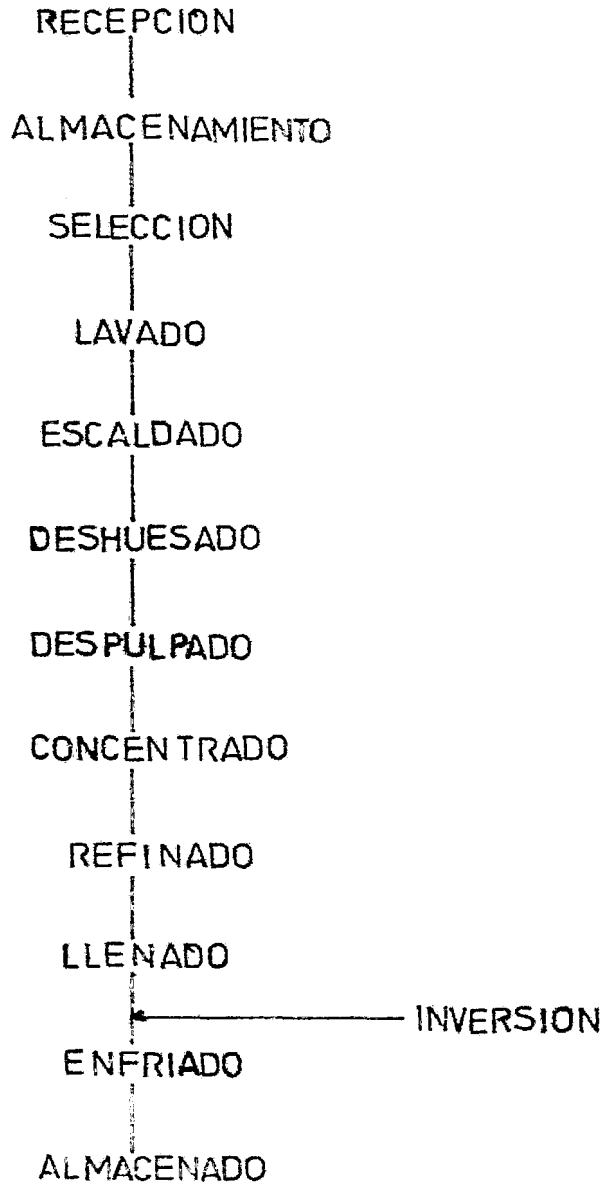 RECEPCION
ALMACENAMIENTO
SELECCION
LAVADO
ESCALDADO
DESHUESADO
DESPULPADO
CONCENTRADO
REFINADO
LLENADO
INVERSION
ENFRIADO
ALMACENADO